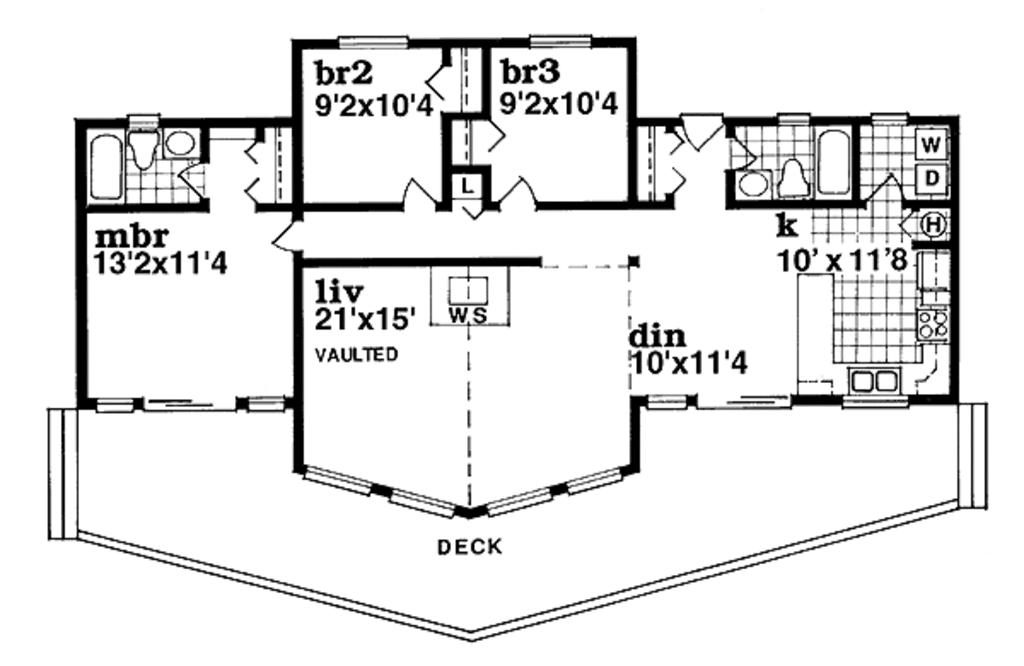 br2
9'2x10'4
br3
9'2x10'4
W
D
L
mbr
13'2x11'4
k
10' x 11'8
H
liv
21'x15'
VAULTED
WS
din
10'x11'4
DECK